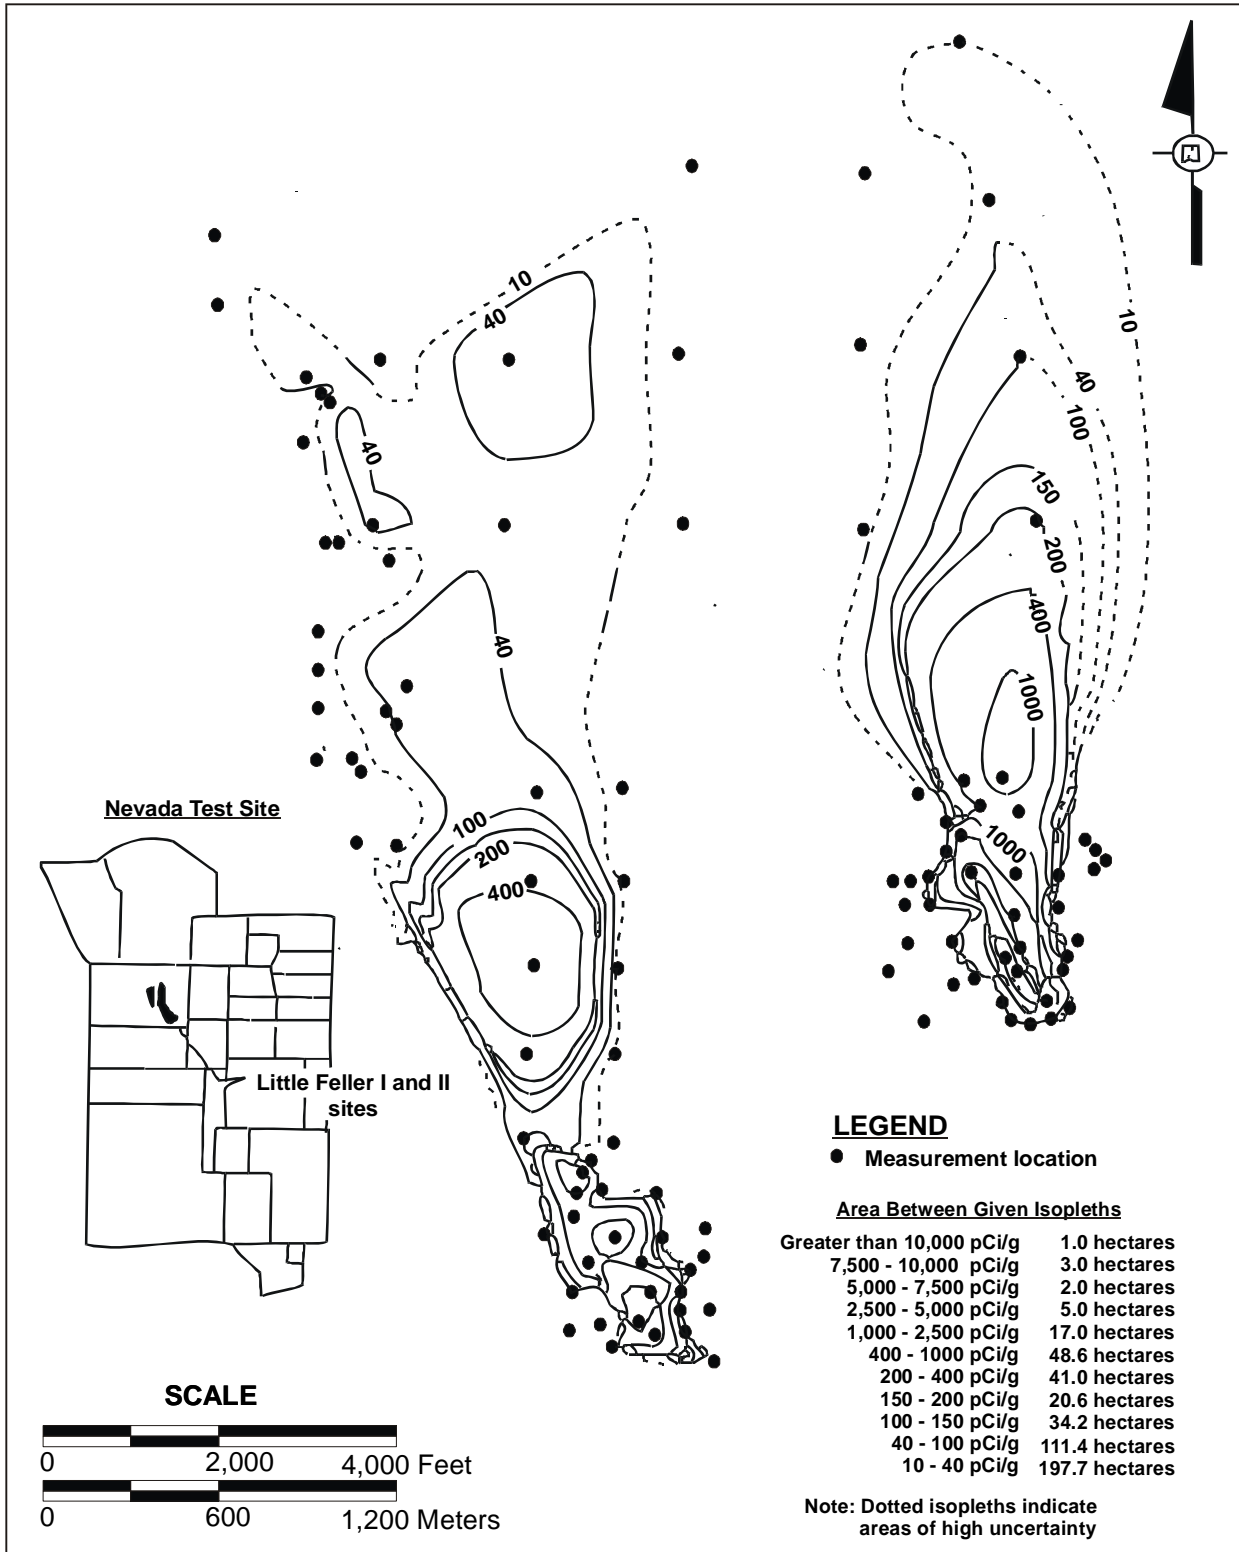 N
10
40
10
40
40
100
40
150
200
40
400
1000
100
200
400
1000
Nevada Test Site
Little Feller I and II
sites
LEGEND
Measurement location
Area Between Given Isopleths
Greater than 10,000 pCi/g 1.0 hectares
7,500 - 10,000 pCi/g 3.0 hectares
5,000 - 7,500 pCi/g 2.0 hectares
2,500 - 5,000 pCi/g 5.0 hectares
1,000 - 2,500 pCi/g 17.0 hectares
400 - 1000 pCi/g 48.6 hectares
200 - 400 pCi/g 41.0 hectares
150 - 200 pCi/g 20.6 hectares
100 - 150 pCi/g 34.2 hectares
40 - 100 pCi/g 111.4 hectares
10 - 40 pCi/g 197.7 hectares
Note: Dotted isopleths indicate
areas of high uncertainty
SCALE
0 2,000 4,000 Feet
0 600 1,200 Meters